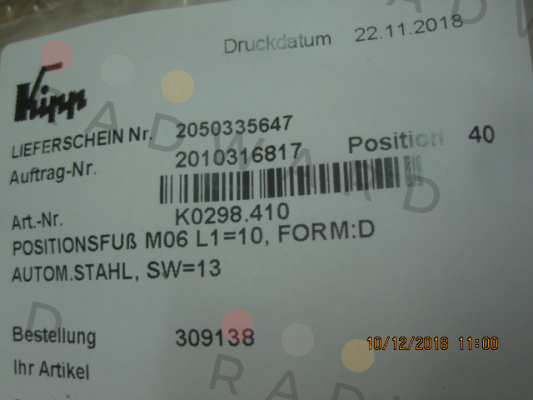 Druckdatum 22.11.2018
Kipp
LIEFERSCHEIN Nr. 2050335647
Auftrag-Nr. 2010316817 Position 40
Art.-Nr. K0298.410
POSITIONSFUß M06 L1=10, FORM:D
AUTOM.STAHL, SW=13
Bestellung 309138
Ihr Artikel
10/12/2018 11:00
RADWARD